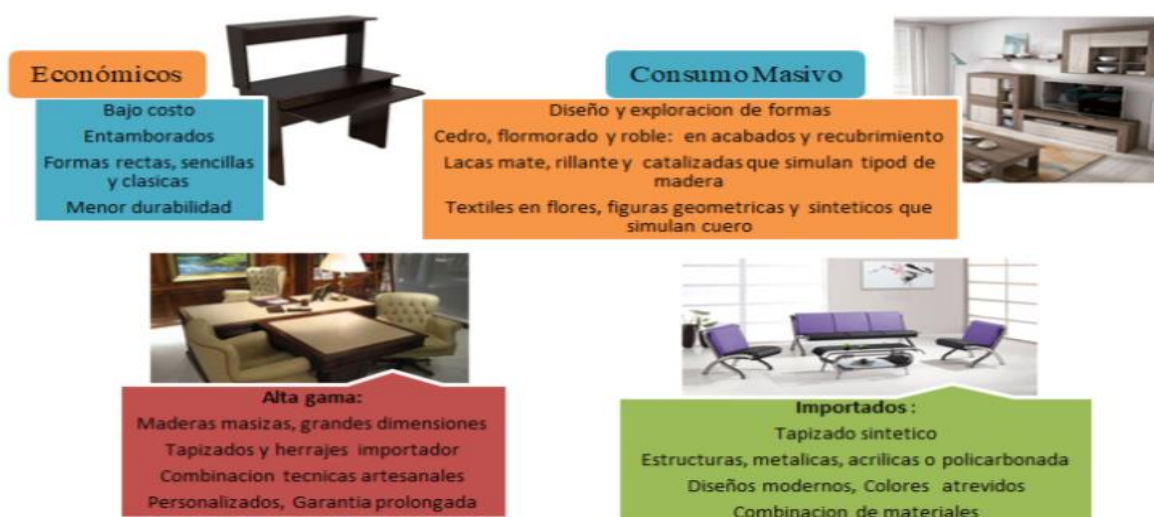 Económicos
Bajo costo
Entamborados
Formas rectas, sencillas
y clasicas
Menor durabilidad
Consumo Masivo
Diseño y exploracion de formas
Cedro, flormorado y roble: en acabados y recubrimiento
Lacas mate, rillante y catalizadas que simulan tipod de
madera
Textiles en flores, figuras geometricas y sinteticos que
simulan cuero
Alta gama:
Maderas masizas, grandes dimensiones
Tapizados y herrajes importador
Combinacion tecnicas artesanales
Personalizados, Garantia prolongada
Importados :
Tapizado sintetico
Estructuras, metalicas, acrilicas o policarbonada
Diseños modernos, Colores atrevidos
Combinacion de materiales